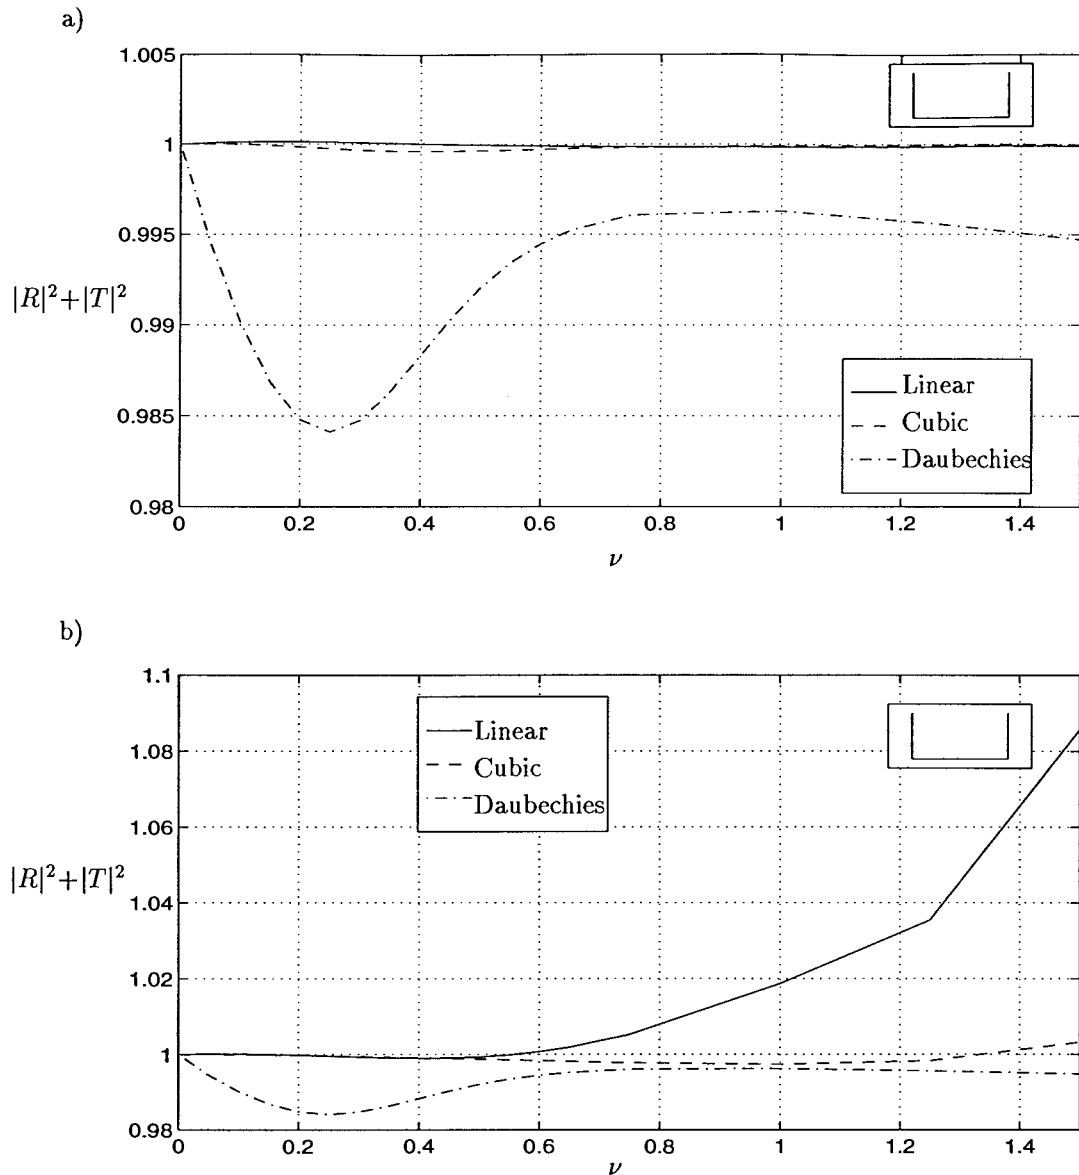 a)
1.005
1
0.995
|R|²+|T|²
0.99
0.985
0.98
Linear
Cubic
Daubechies
0 0.2 0.4 0.6 0.8 1 1.2 1.4
ν
b)
1.1
1.08
1.06
|R|²+|T|²
1.04
1.02
1
0.98
Linear
Cubic
Daubechies
0 0.2 0.4 0.6 0.8 1 1.2 1.4
ν